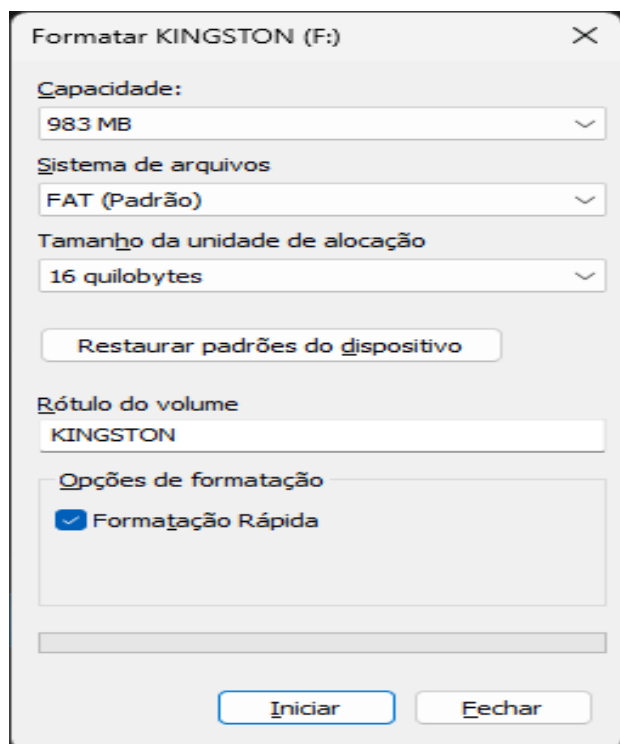 Formatar KINGSTON (F:)
Capacidade:
983 MB
Sistema de arquivos
FAT (Padrão)
Tamanho da unidade de alocação
16 quilobytes
Restaurar padrões do dispositivo
Rótulo do volume
KINGSTON
Opções de formatação
Formatação Rápida
Iniciar
Fechar